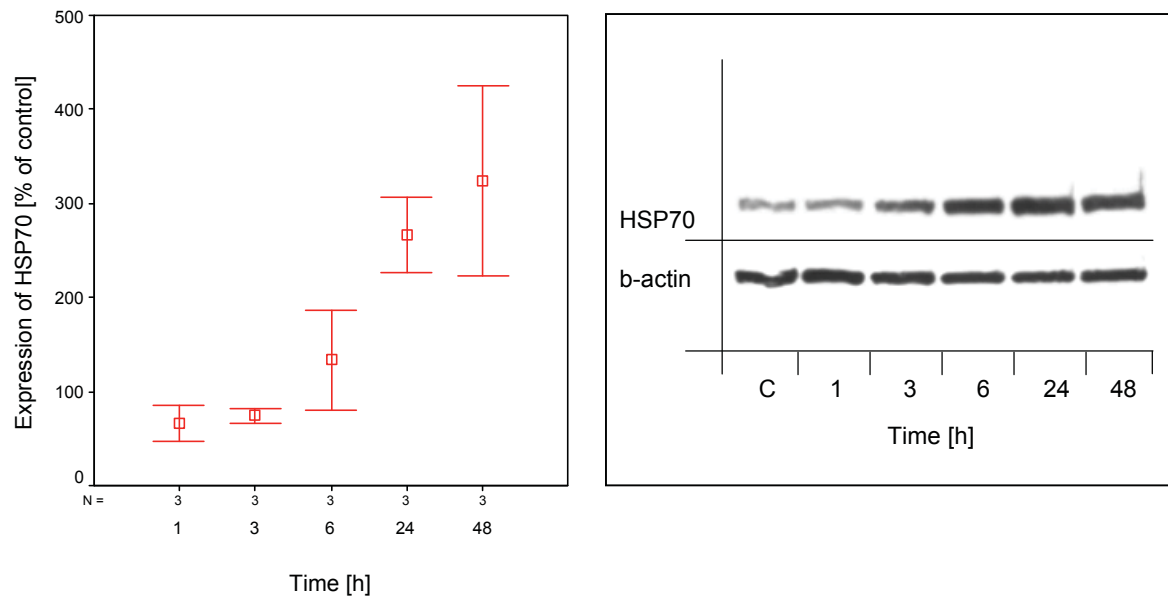 Expression of HSP70 [% of control]
500
400
300
200
100
0
N = 3 3 3 3 3
1 3 6 24 48
Time [h]
HSP70
b-actin
C 1 3 6 24 48
Time [h]